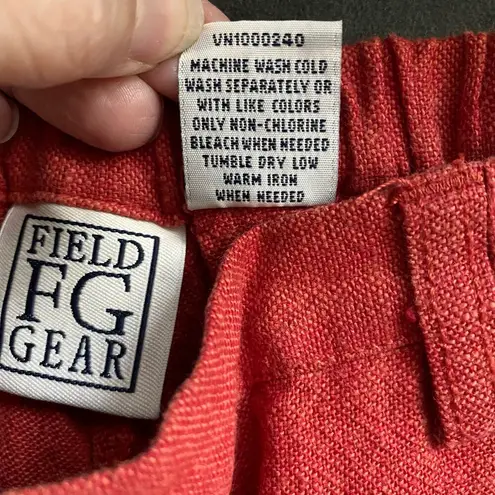 VN1000240
MACHINE WASH COLD
WASH SEPARATELY OR
WITH LIKE COLORS
ONLY NON-CHLORINE
BLEACH WHEN NEEDED
TUMBLE DRY LOW
WARM IRON
WHEN NEEDED
FIELD
FG
GEAR